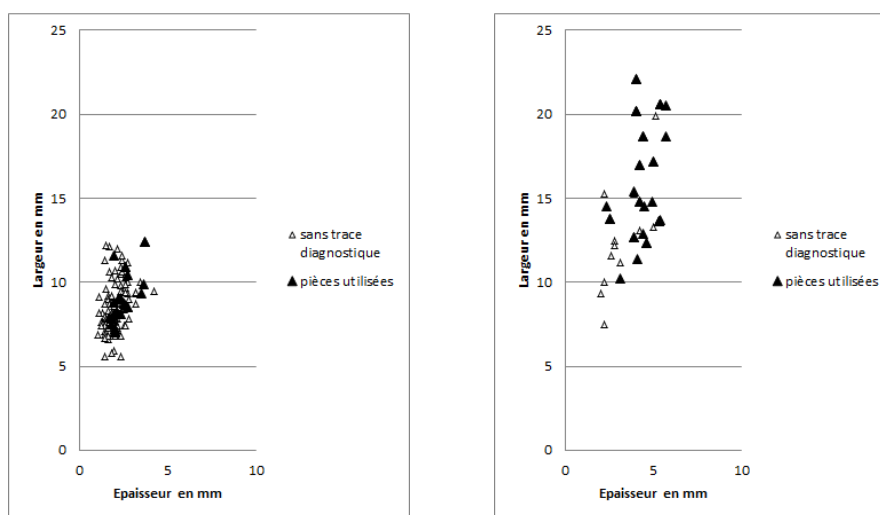 25
20
15
10
5
0
0 5 10
Largeur en mm
Epaisseur en mm
sans trace
diagnostique
pièces utilisées
25
20
15
10
5
0
0 5 10
Largeur en mm
Epaisseur en mm
sans trace
diagnostique
pièces utilisées